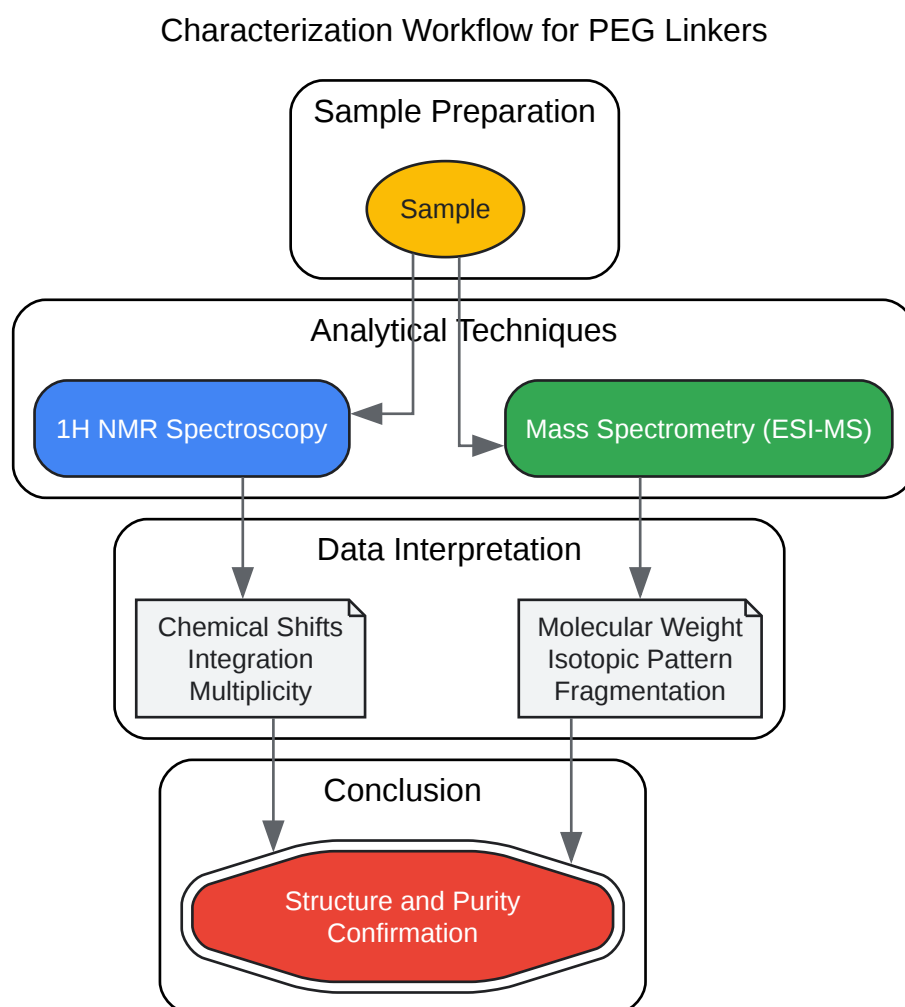 Characterization Workflow for PEG Linkers
Sample Preparation
Sample
Analytical Techniques
1H NMR Spectroscopy
Mass Spectrometry (ESI-MS)
Data Interpretation
Chemical Shifts
Integration
Multiplicity
Molecular Weight
Isotopic Pattern
Fragmentation
Conclusion
Structure and Purity
Confirmation